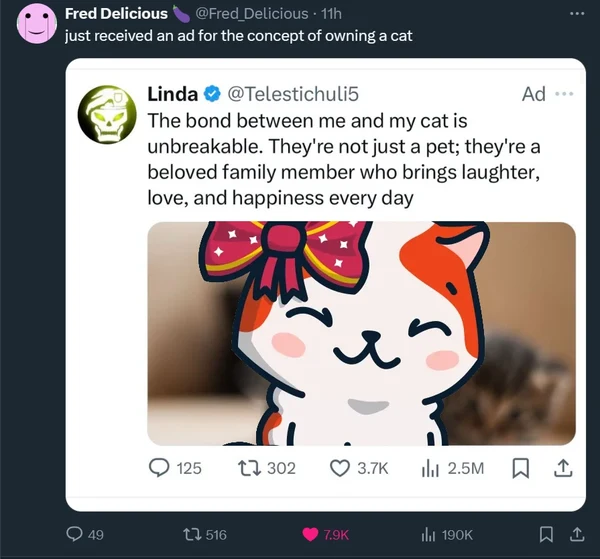 Fred Delicious 🍆 @Fred_Delicious · 11h
just received an ad for the concept of owning a cat
Linda @Telestichuli5 Ad
The bond between me and my cat is
unbreakable. They're not just a pet; they're a
beloved family member who brings laughter,
love, and happiness every day
125 302 3.7K 2.5M
49 516 7.9K 190K